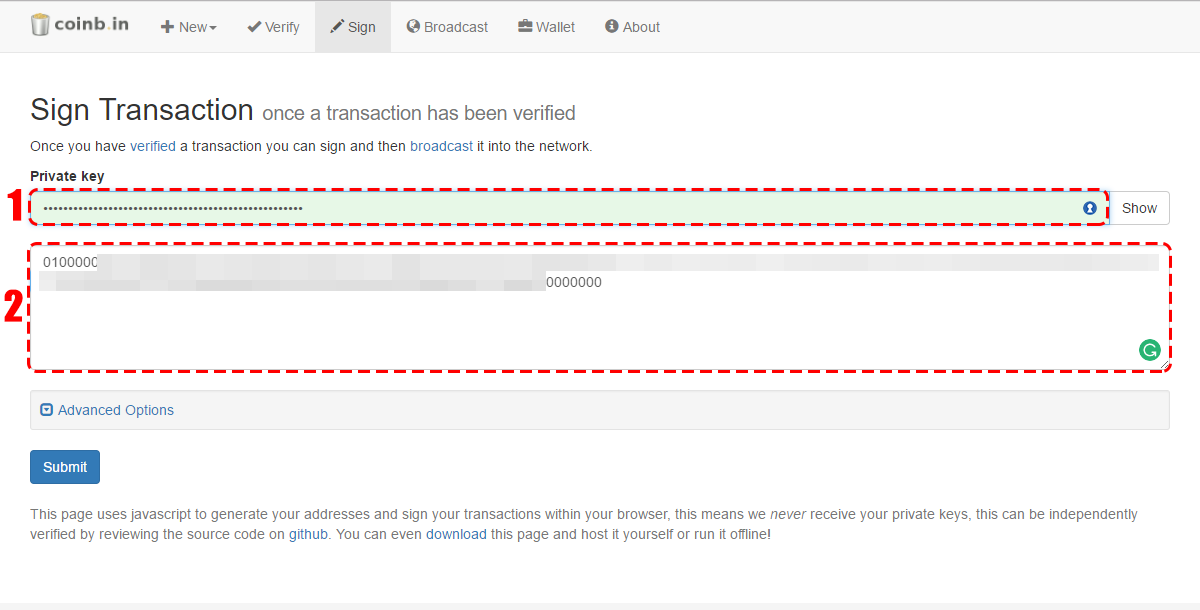 coinb.in New Verify Sign Broadcast Wallet About
Sign Transaction once a transaction has been verified
Once you have verified a transaction you can sign and then broadcast it into the network.
Private key
1 Show
0100000
2 0000000
Advanced Options
Submit
This page uses javascript to generate your addresses and sign your transactions within your browser, this means we never receive your private keys, this can be independently
verified by reviewing the source code on github. You can even download this page and host it yourself or run it offline!